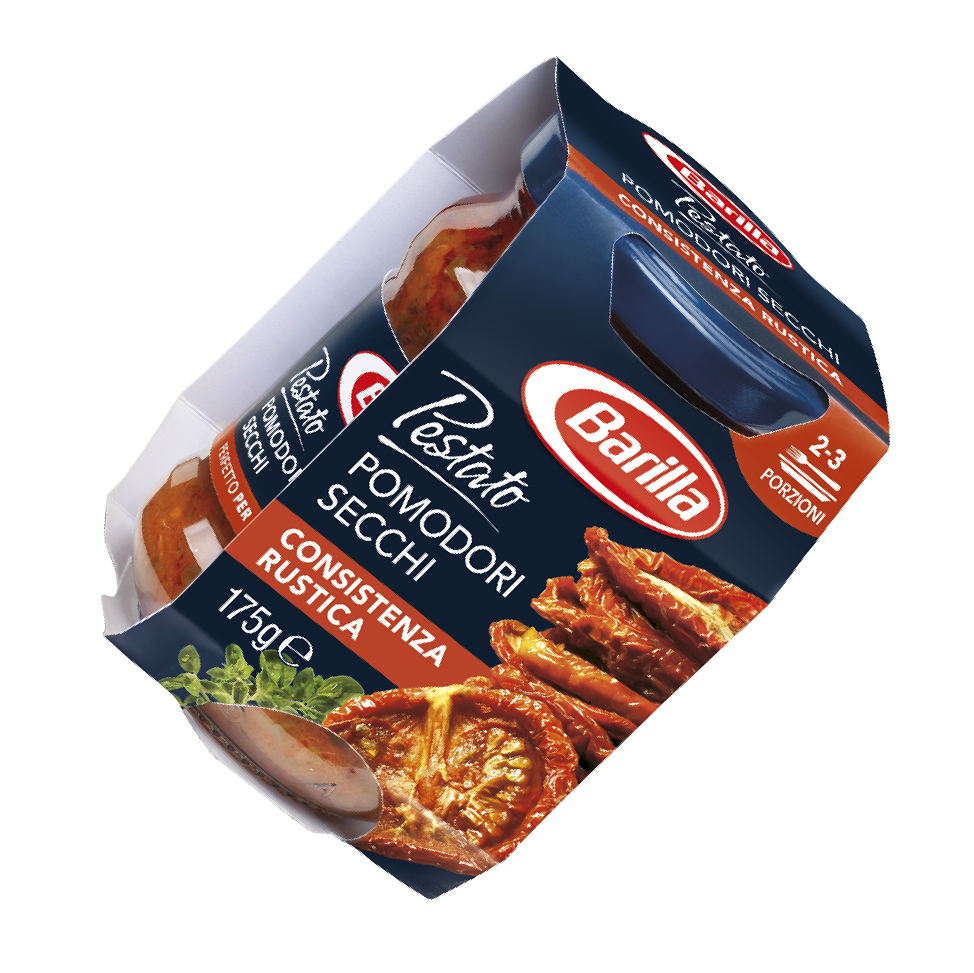 Barilla
Pestato
POMODORI SECCHI
CONSISTENZA RUSTICA
Barilla
2-3
PORZIONI
Pestato
POMODORI
SECCHI
CONSISTENZA
RUSTICA
175g ℮
Pestato
POMODORI
SECCHI
PERFETTO PER